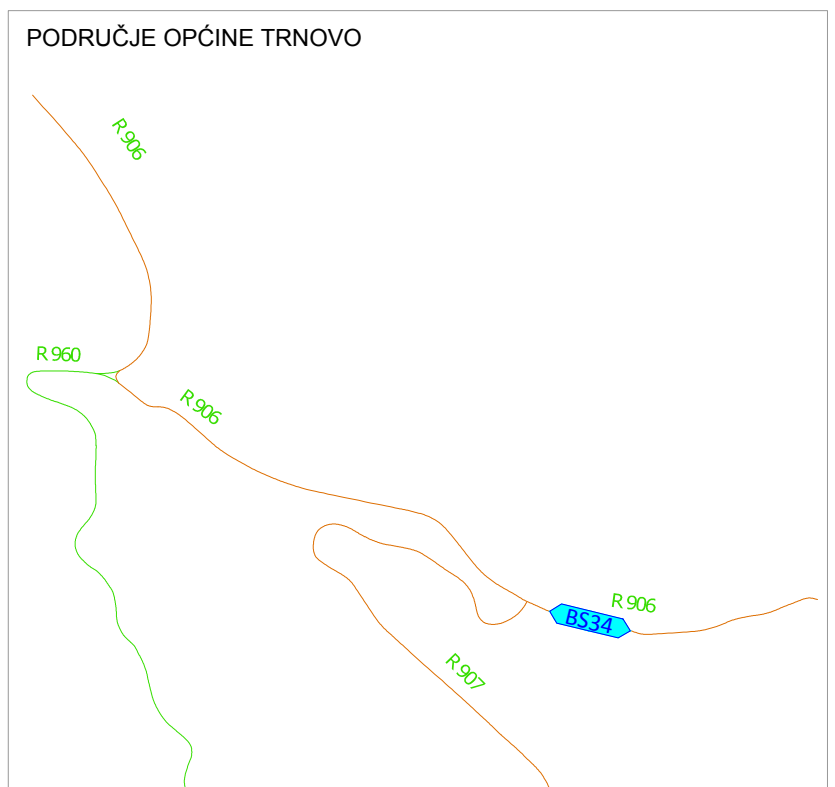 PODRUČJE OPĆINE TRNOVO
R 906
R 960
R 906
R 906
BS34
R 907